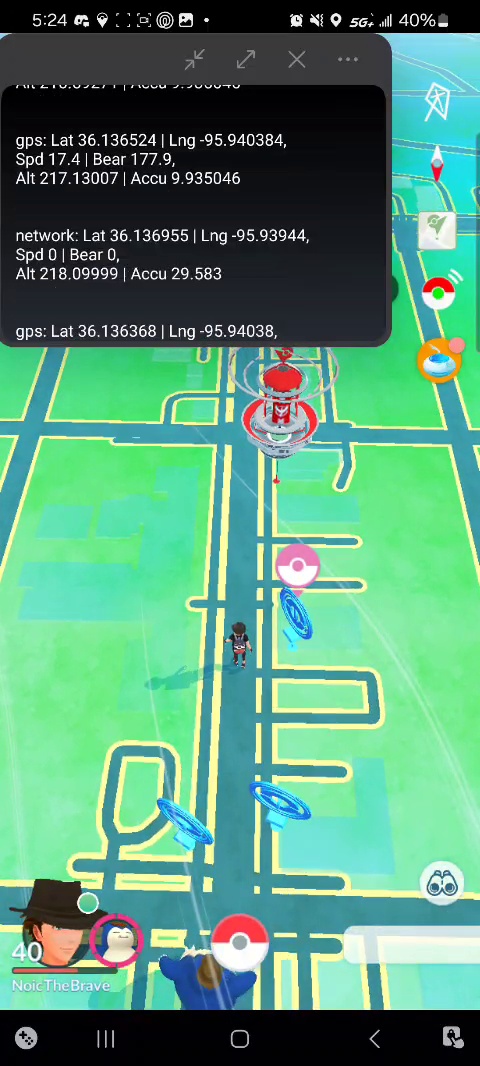 5:24
5G+
40%
gps: Lat 36.136524 | Lng -95.940384,
Spd 17.4 | Bear 177.9,
Alt 217.13007 | Accu 9.935046
network: Lat 36.136955 | Lng -95.93944,
Spd 0 | Bear 0,
Alt 218.09999 | Accu 29.583
gps: Lat 36.136368 | Lng -95.94038,
40
NoicTheBrave